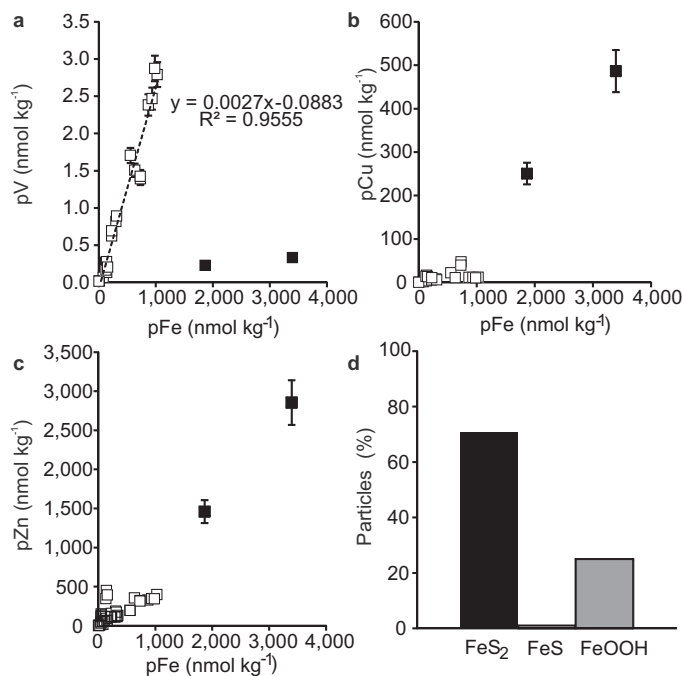 a
3.5
3.0
2.5
2.0
1.5
1.0
0.5
0.0
pV (nmol kg⁻¹)
y = 0.0027x-0.0883
R² = 0.9555
0 1,000 2,000 3,000 4,000
pFe (nmol kg⁻¹)
b
600
500
400
300
200
100
0
pCu (nmol kg⁻¹)
0 1,000 2,000 3,000 4,000
pFe (nmol kg⁻¹)
c
3,500
3,000
2,500
2,000
1,500
1,000
500
0
pZn (nmol kg⁻¹)
0 1,000 2,000 3,000 4,000
pFe (nmol kg⁻¹)
d
100
80
60
40
20
0
Particles (%)
FeS₂ FeS FeOOH